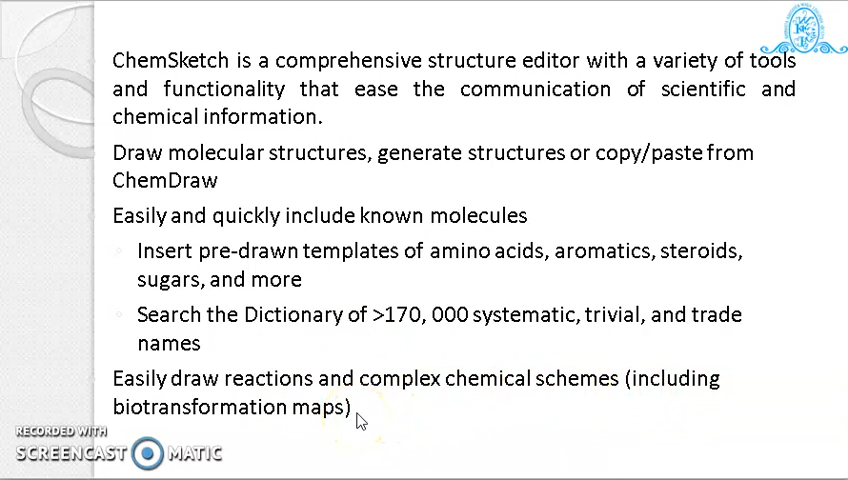 ChemSketch is a comprehensive structure editor with a variety of tools
and functionality that ease the communication of scientific and
chemical information.
Draw molecular structures, generate structures or copy/paste from
ChemDraw
Easily and quickly include known molecules
Insert pre-drawn templates of amino acids, aromatics, steroids,
sugars, and more
Search the Dictionary of >170, 000 systematic, trivial, and trade
names
Easily draw reactions and complex chemical schemes (including
biotransformation maps)
RECORDED WITH
SCREENCAST MATIC